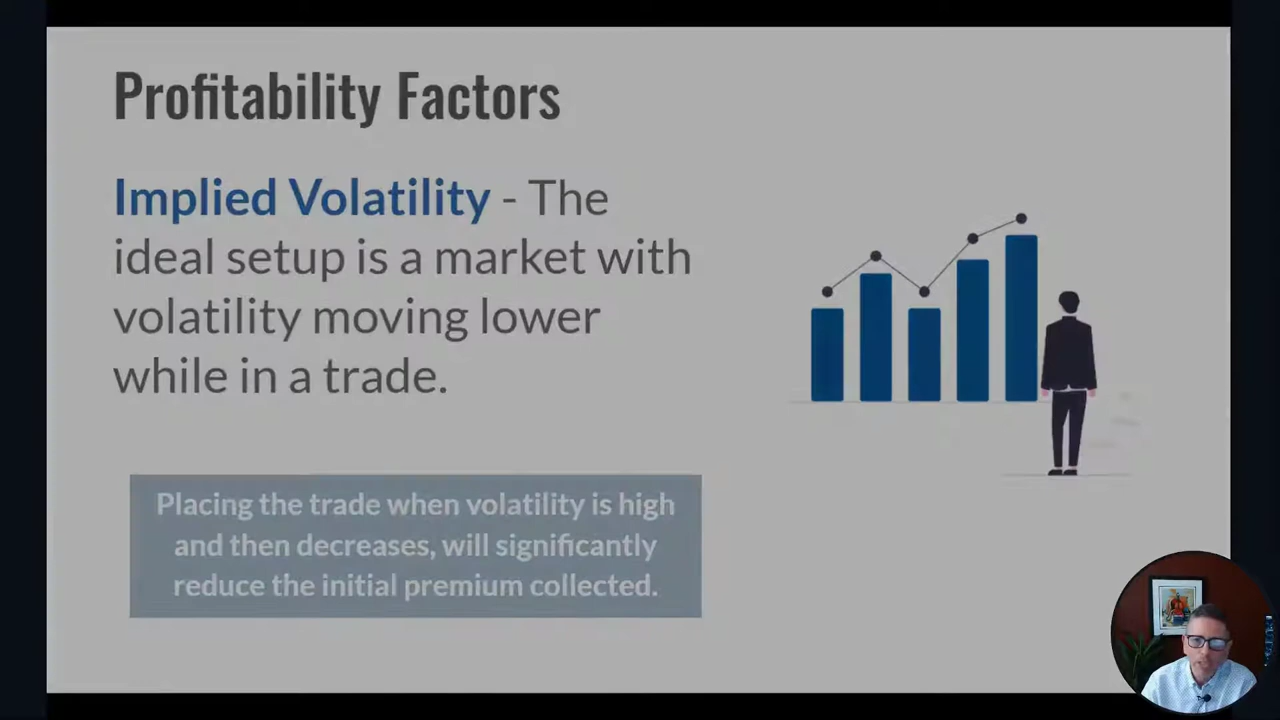 Profitability Factors
Implied Volatility - The
ideal setup is a market with
volatility moving lower
while in a trade.
Placing the trade when volatility is high
and then decreases, will significantly
reduce the initial premium collected.